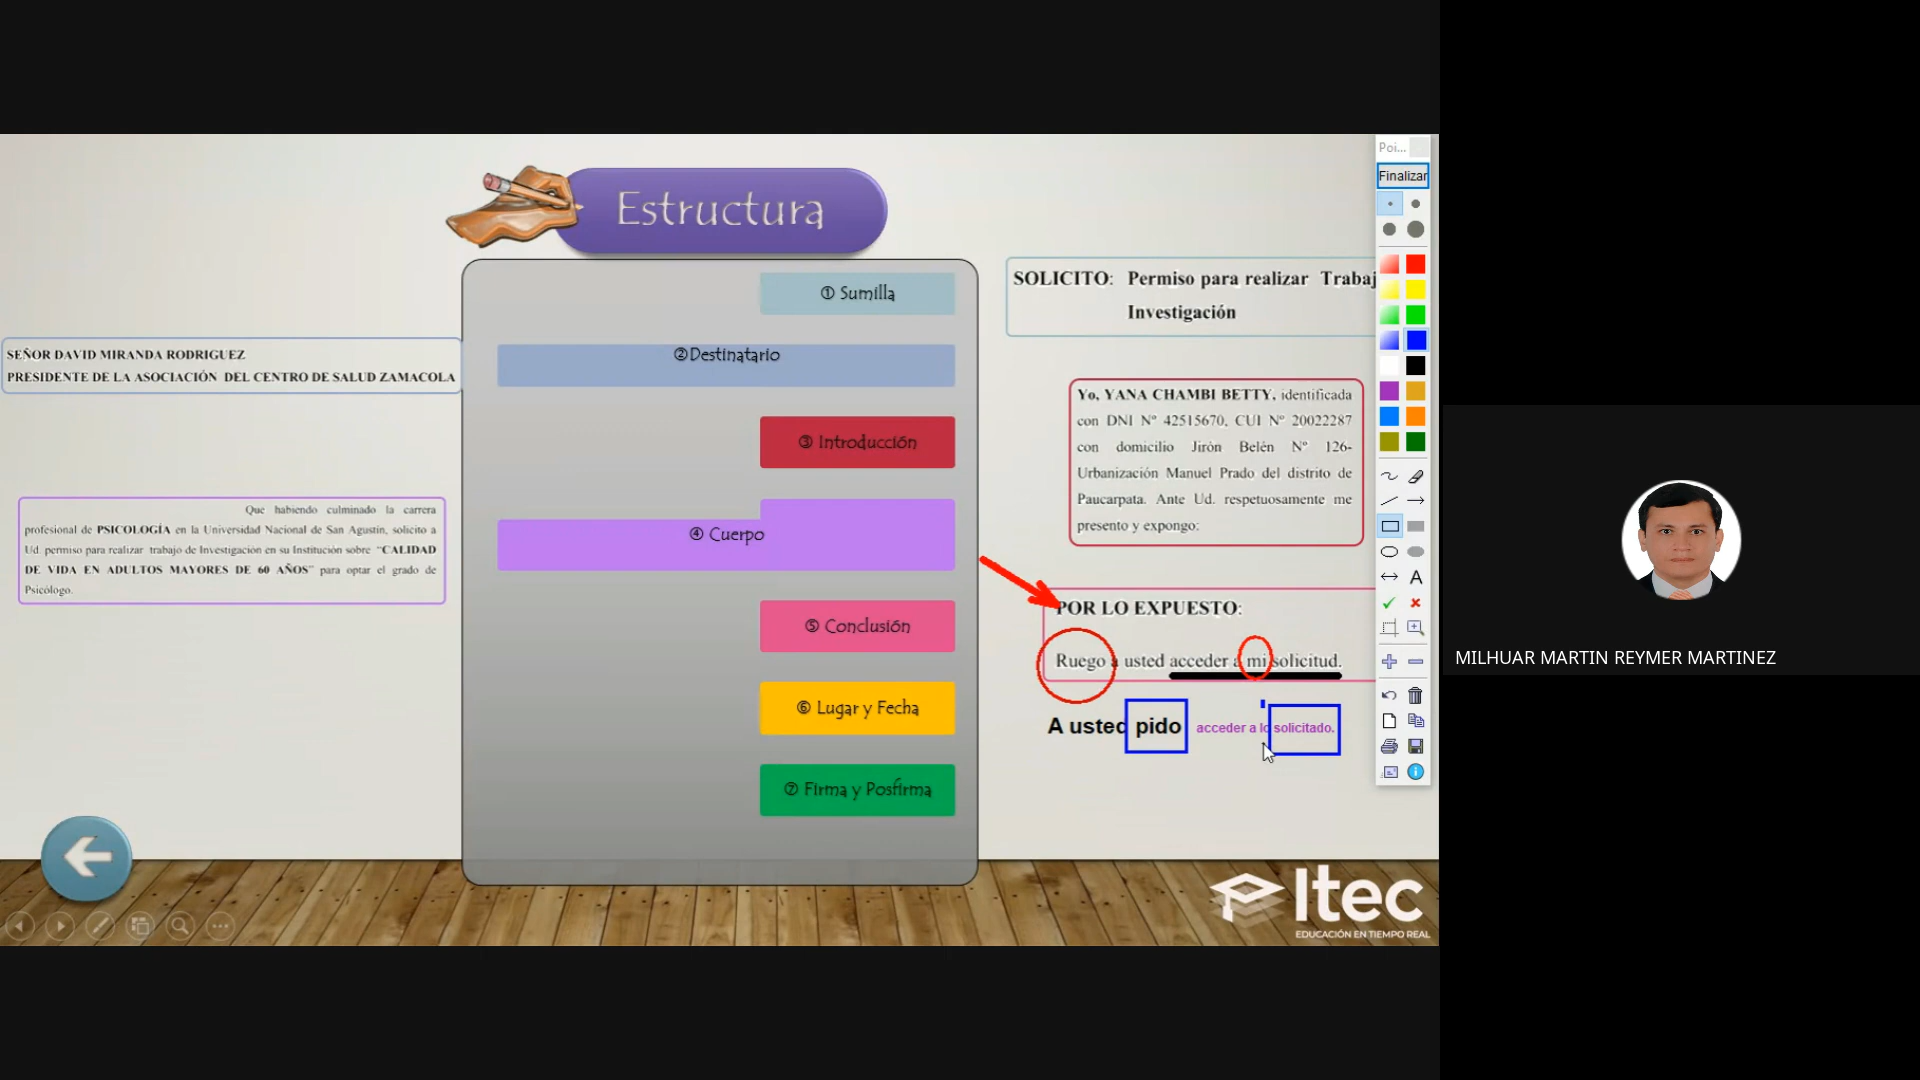 Estructura
① Sumilla
②Destinatario
③ Introducción
④ Cuerpo
⑤ Conclusión
⑥ Lugar y Fecha
⑦ Firma y Posfirma
SEÑOR DAVID MIRANDA RODRIGUEZ
PRESIDENTE DE LA ASOCIACIÓN DEL CENTRO DE SALUD ZAMACOLA
Que habiendo culminado la carrera
profesional de PSICOLOGÍA en la Universidad Nacional de San Agustín, solicito a
Ud permiso para realizar trabajo de Investigación en su Institución sobre "CALIDAD
DE VIDA EN ADULTOS MAYORES DE 60 AÑOS" para optar el grado de
Psicólogo.
SOLICITO: Permiso para realizar Trabaj
Investigación
Yo, YANA CHAMBI BETTY, identificada
con DNI Nº 42515670, CUI Nº 20022287
con domicilio Jirón Belén Nº 126-
Urbanización Manuel Prado del distrito de
Paucarpata. Ante Ud. respetuosamente me
presento y expongo:
POR LO EXPUESTO:
Ruego a usted acceder a mi solicitud.
A usted pido acceder a lo solicitado.
Itec
EDUCACIÓN EN TIEMPO REAL
Poi...
Finalizar
A
MILHUAR MARTIN REYMER MARTINEZ